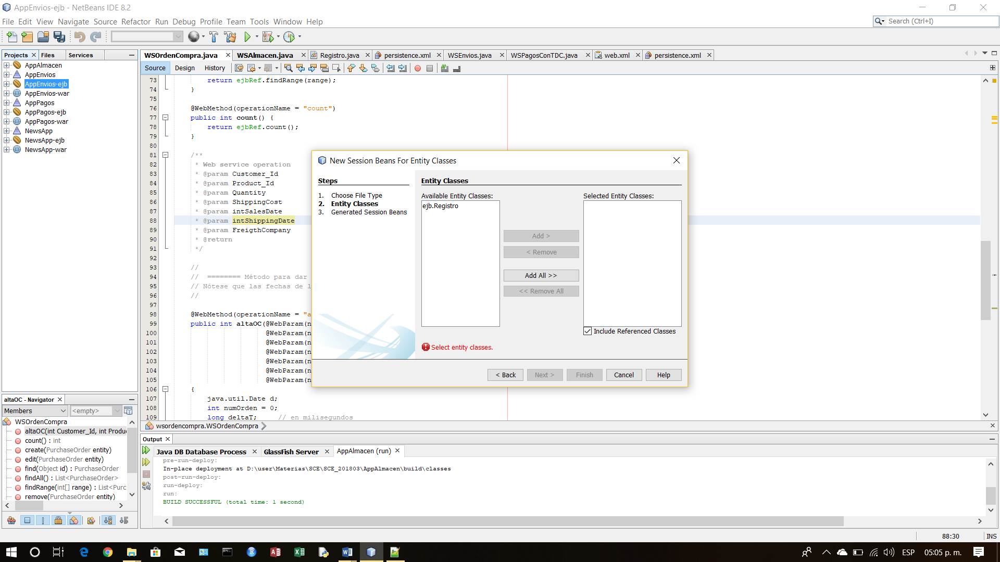 AppEnvios-ejb - NetBeans IDE 8.2
File Edit View Navigate Source Refactor Run Debug Profile Team Tools Window Help
Search (Ctrl+I)
Projects Files Services
WSOrdenCompra.java WSAlmacen.java Registro.java persistence.xml WSEnvios.java WSPagosConTDC.java web.xml persistence.xml
Source Design History
AppAlmacen
AppEnvios
AppEnvios-ejb
AppEnvios-war
AppPagos
AppPagos-ejb
AppPagos-war
NewsApp
NewsApp-ejb
NewsApp-war
73 return ejbRef.findRange(range);
74 }
75
76 @WebMethod(operationName = "count")
77 public int count() {
78 return ejbRef.count();
79 }
80
81 /**
82 * Web service operation
83 * @param Customer_Id
84 * @param Product_Id
85 * @param Quantity
86 * @param ShippingCost
87 * @param intSalesDate
88 * @param intShippingDate
89 * @param FreigthCompany
90 * @return
91 */
92
93 //
94 // ======== Método para dar
95 // Nótese que las fechas de l
96 //
97
98 @WebMethod(operationName = "a
99 public int altaOC(@WebParam(n
100 @WebParam(n
101 @WebParam(n
102 @WebParam(n
103 @WebParam(n
104 @WebParam(n
105 @WebParam(n
106 {
107 java.util.Date d;
108 int numOrden = 0;
109 long deltaT; // en milisegundos
wsordencompra.WSOrdenCompra
New Session Beans For Entity Classes
Steps
1. Choose File Type
2. Entity Classes
3. Generated Session Beans
Entity Classes
Available Entity Classes:
ejb.Registro
Add >
< Remove
Add All >>
<< Remove All
Selected Entity Classes:
Include Referenced Classes
Select entity classes.
< Back Next > Finish Cancel Help
altaOC - Navigator
Members <empty>
WSOrdenCompra
altaOC(int Customer_Id, int Produ
count() : int
create(PurchaseOrder entity)
edit(PurchaseOrder entity)
find(Object id) : PurchaseOrder
findAll() : List<PurchaseOrder>
findRange(int[] range) : List<Purc
remove(PurchaseOrder entity)
Output
Java DB Database Process GlassFish Server AppAlmacen (run)
pre-run-deploy:
In-place deployment at D:\user\Materias\SCE\SCE_201803\AppAlmacen\build\classes
post-run-deploy:
run-deploy:
run:
BUILD SUCCESSFUL (total time: 1 second)
88:30 INS
ESP 05:05 p. m.